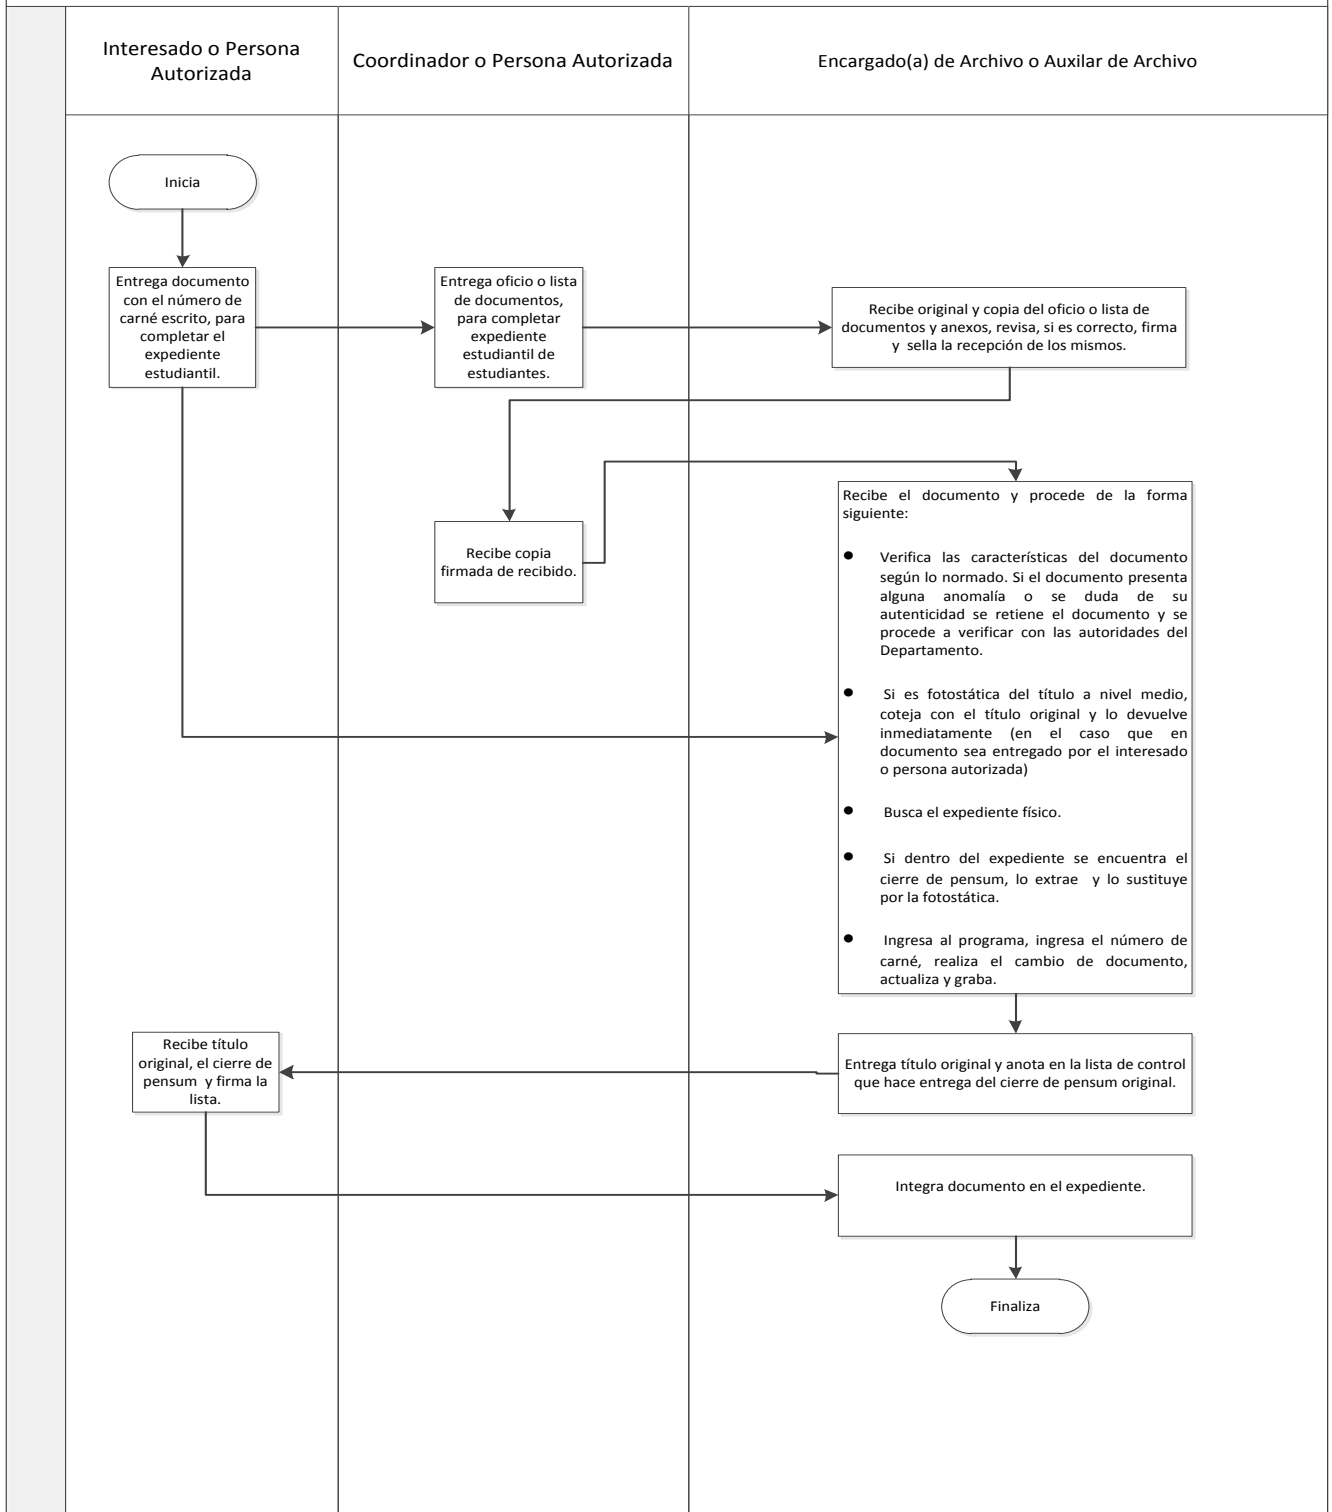 Interesado o Persona
Autorizada
Coordinador o Persona Autorizada
Encargado(a) de Archivo o Auxilar de Archivo
Inicia
Entrega documento
con el número de
carné escrito, para
completar el
expediente
estudiantil.
Entrega oficio o lista
de documentos,
para completar
expediente
estudiantil de
estudiantes.
Recibe original y copia del oficio o lista de
documentos y anexos, revisa, si es correcto, firma
y sella la recepción de los mismos.
Recibe copia
firmada de recibido.
Recibe el documento y procede de la forma
siguiente:
● Verifica las características del documento
según lo normado. Si el documento presenta
alguna anomalía o se duda de su
autenticidad se retiene el documento y se
procede a verificar con las autoridades del
Departamento.
● Si es fotostática del título a nivel medio,
coteja con el título original y lo devuelve
inmediatamente (en el caso que en
documento sea entregado por el interesado
o persona autorizada)
● Busca el expediente físico.
● Si dentro del expediente se encuentra el
cierre de pensum, lo extrae y lo sustituye
por la fotostática.
● Ingresa al programa, ingresa el número de
carné, realiza el cambio de documento,
actualiza y graba.
Recibe título
original, el cierre de
pensum y firma la
lista.
Entrega título original y anota en la lista de control
que hace entrega del cierre de pensum original.
Integra documento en el expediente.
Finaliza